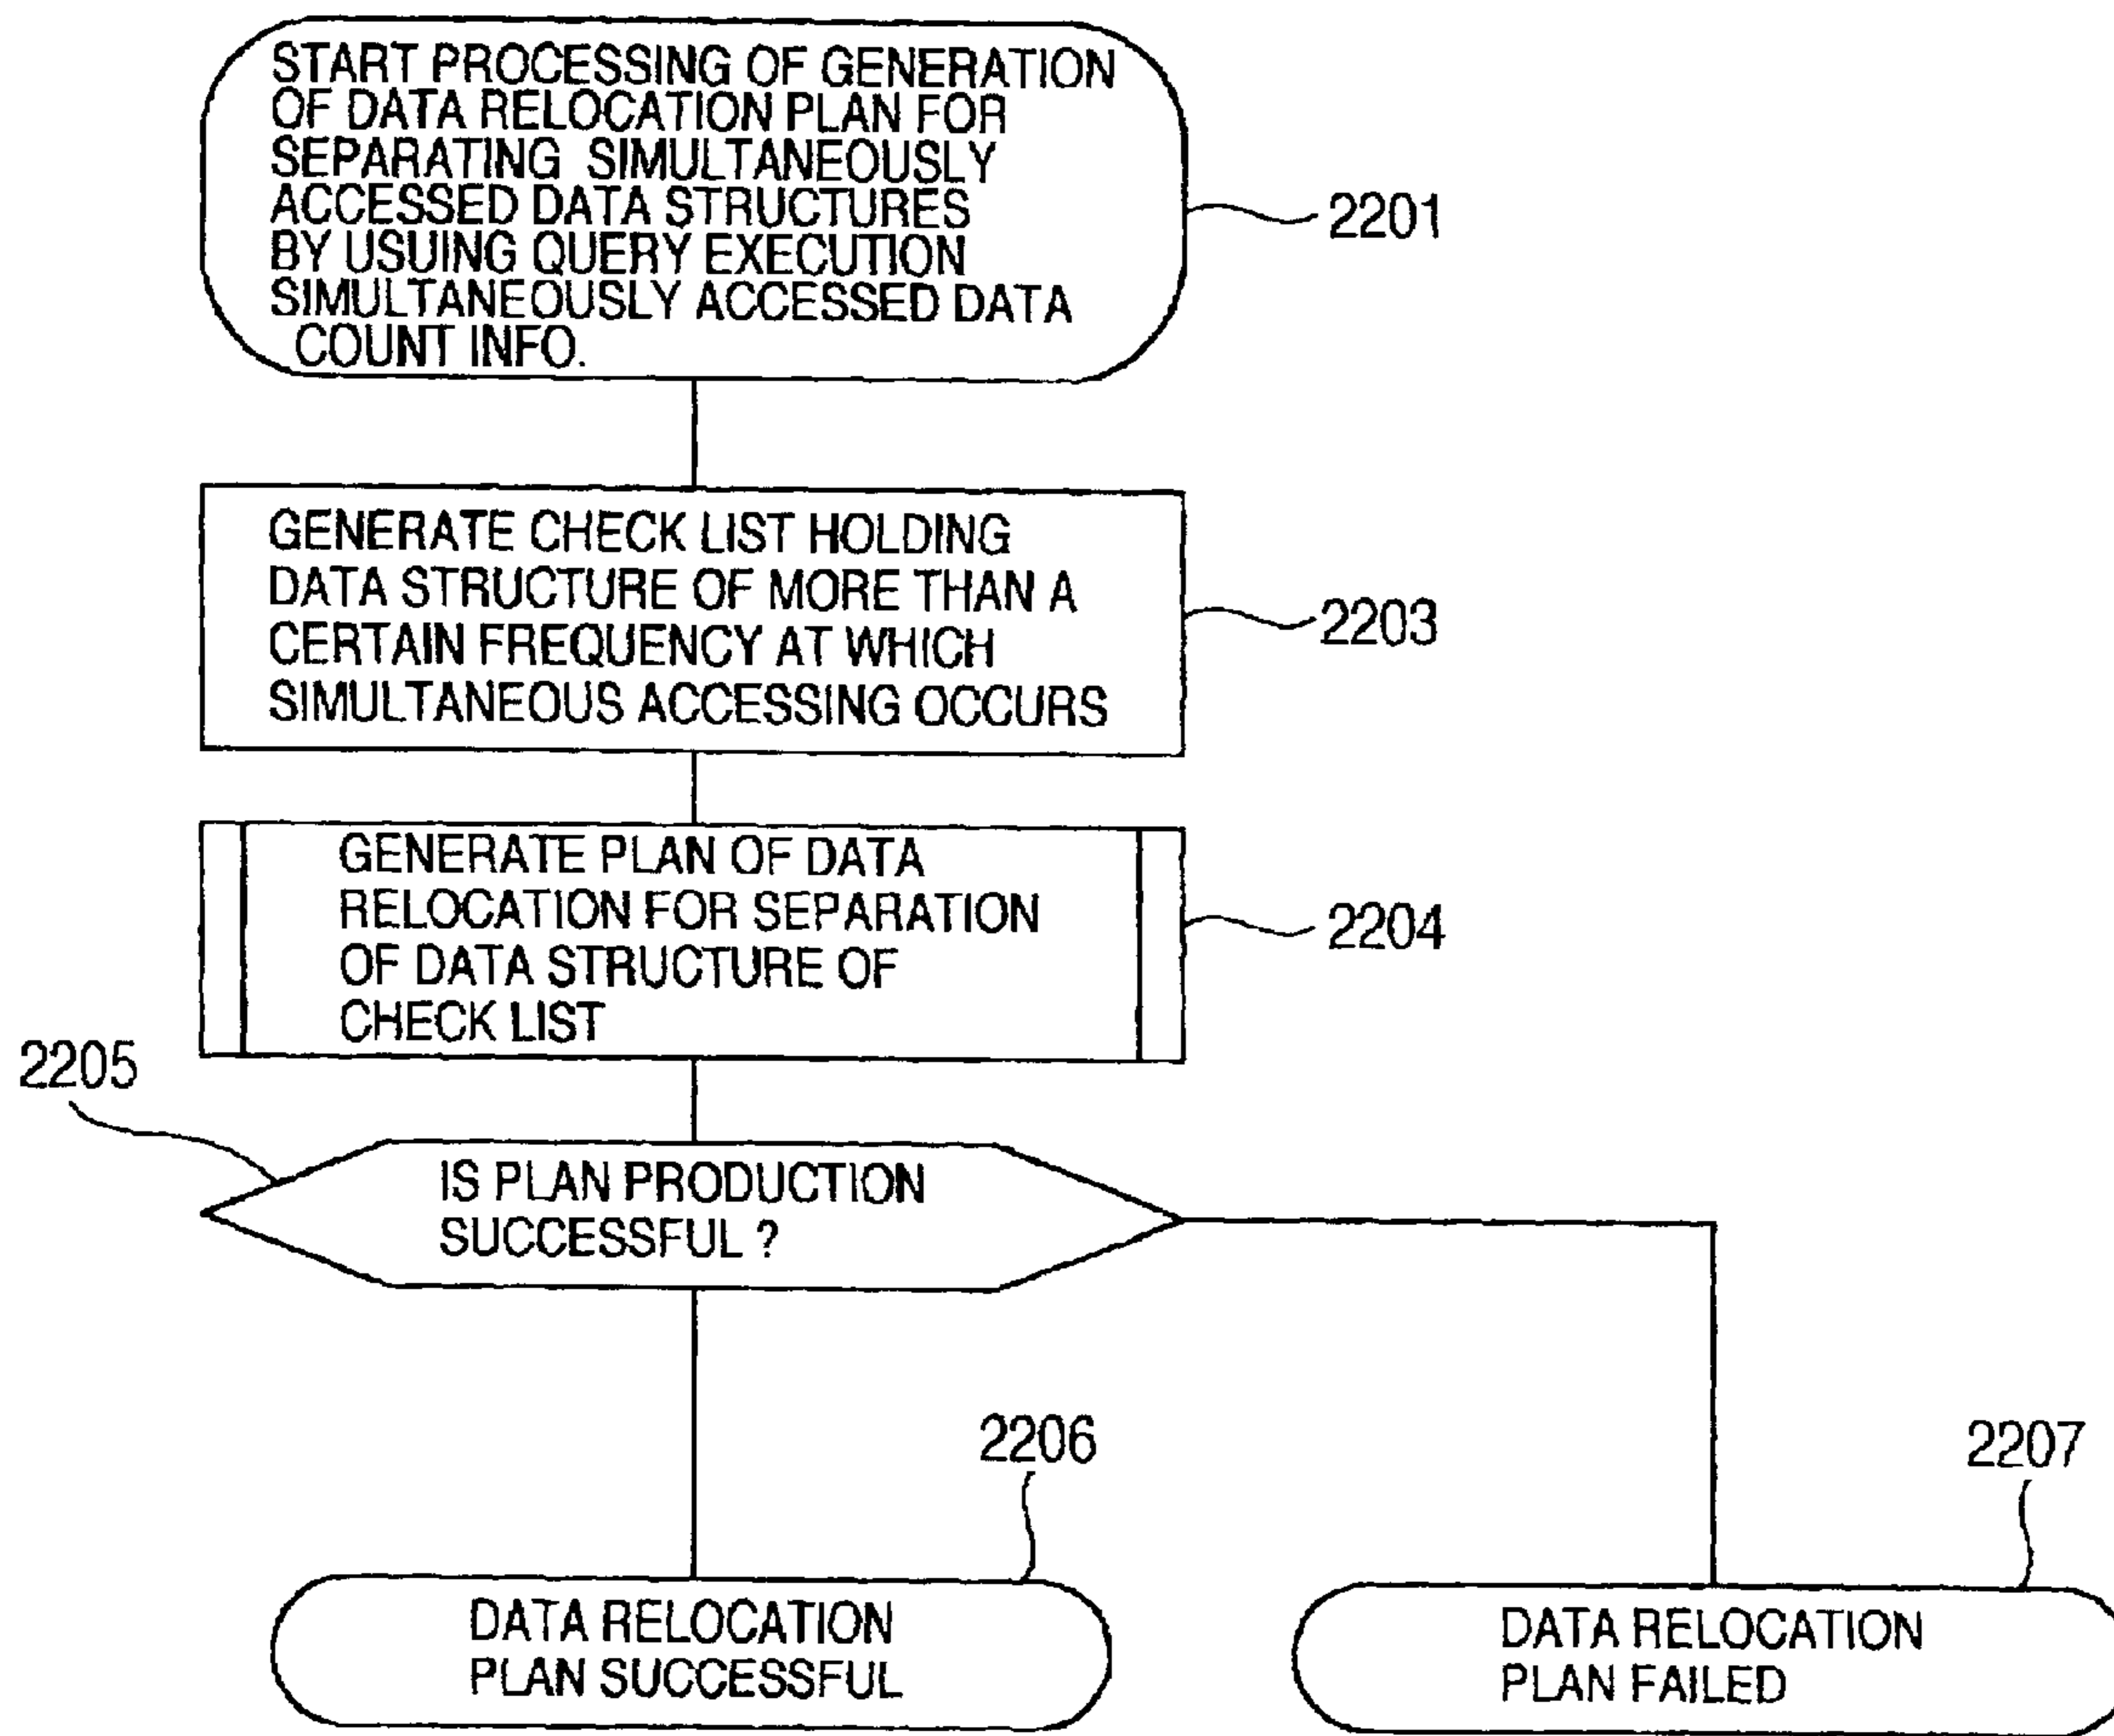 START PROCESSING OF GENERATION
OF DATA RELOCATION PLAN FOR
SEPARATING SIMULTANEOUSLY
ACCESSED DATA STRUCTURES
BY USUING QUERY EXECUTION
SIMULTANEOUSLY ACCESSED DATA
COUNT INFO.
2201
GENERATE CHECK LIST HOLDING
DATA STRUCTURE OF MORE THAN A
CERTAIN FREQUENCY AT WHICH
SIMULTANEOUS ACCESSING OCCURS
2203
GENERATE PLAN OF DATA
RELOCATION FOR SEPARATION
OF DATA STRUCTURE OF
CHECK LIST
2204
2205
IS PLAN PRODUCTION
SUCCESSFUL ?
2206
DATA RELOCATION
PLAN SUCCESSFUL
2207
DATA RELOCATION
PLAN FAILED